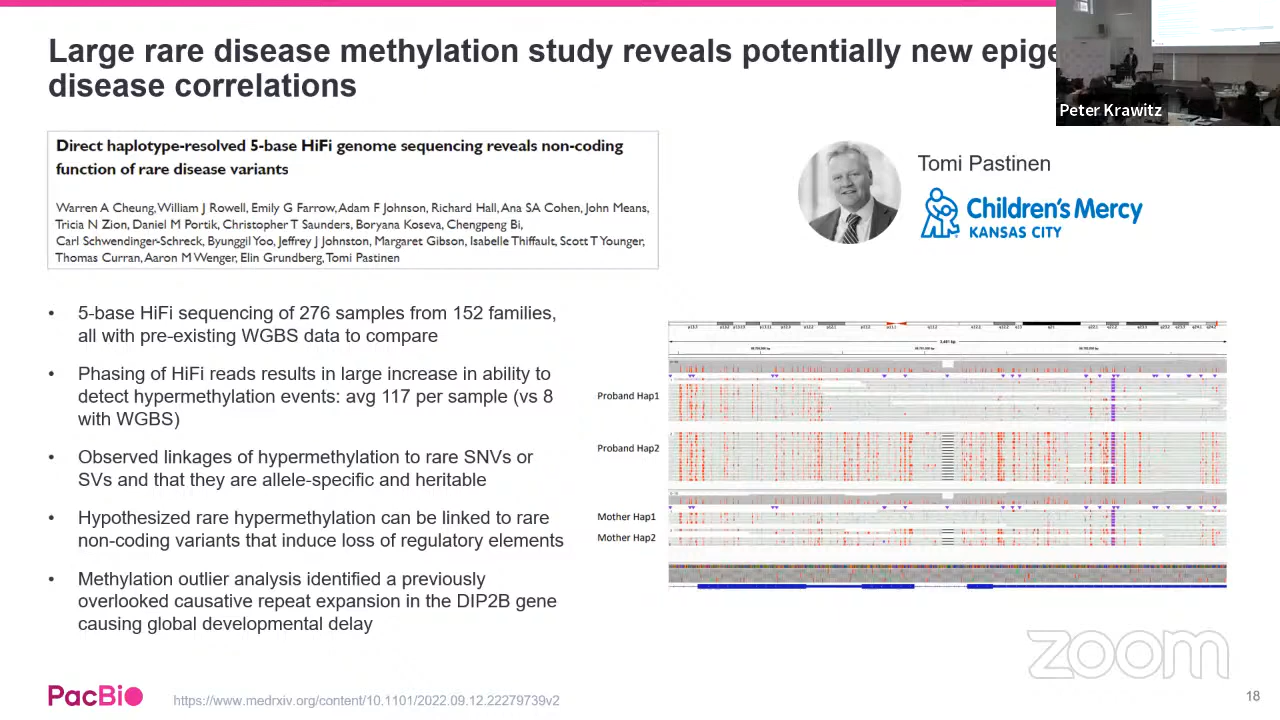 Large rare disease methylation study reveals potentially new epige
disease correlations
Peter Krawitz
Direct haplotype-resolved 5-base HiFi genome sequencing reveals non-coding
function of rare disease variants
Warren A Cheung, William J Rowell, Emily G Farrow, Adam F Johnson, Richard Hall, Ana SA Cohen, John Means,
Tricia N Zion, Daniel M Portik, Christopher T Saunders, Boryana Koseva, Chengpeng Bi,
Carl Schwendinger-Schreck, Byunggil Yoo, Jeffrey J Johnston, Margaret Gibson, Isabelle Thiffault, Scott T Younger,
Thomas Curran, Aaron M Wenger, Elin Grundberg, Tomi Pastinen
Tomi Pastinen
Children's Mercy
KANSAS CITY
• 5-base HiFi sequencing of 276 samples from 152 families,
all with pre-existing WGBS data to compare
• Phasing of HiFi reads results in large increase in ability to
detect hypermethylation events: avg 117 per sample (vs 8
with WGBS)
• Observed linkages of hypermethylation to rare SNVs or
SVs and that they are allele-specific and heritable
• Hypothesized rare hypermethylation can be linked to rare
non-coding variants that induce loss of regulatory elements
• Methylation outlier analysis identified a previously
overlooked causative repeat expansion in the DIP2B gene
causing global developmental delay
Proband Hap1
Proband Hap2
Mother Hap1
Mother Hap2
zoom
PacBio
https://www.medrxiv.org/content/10.1101/2022.09.12.22279739v2
18